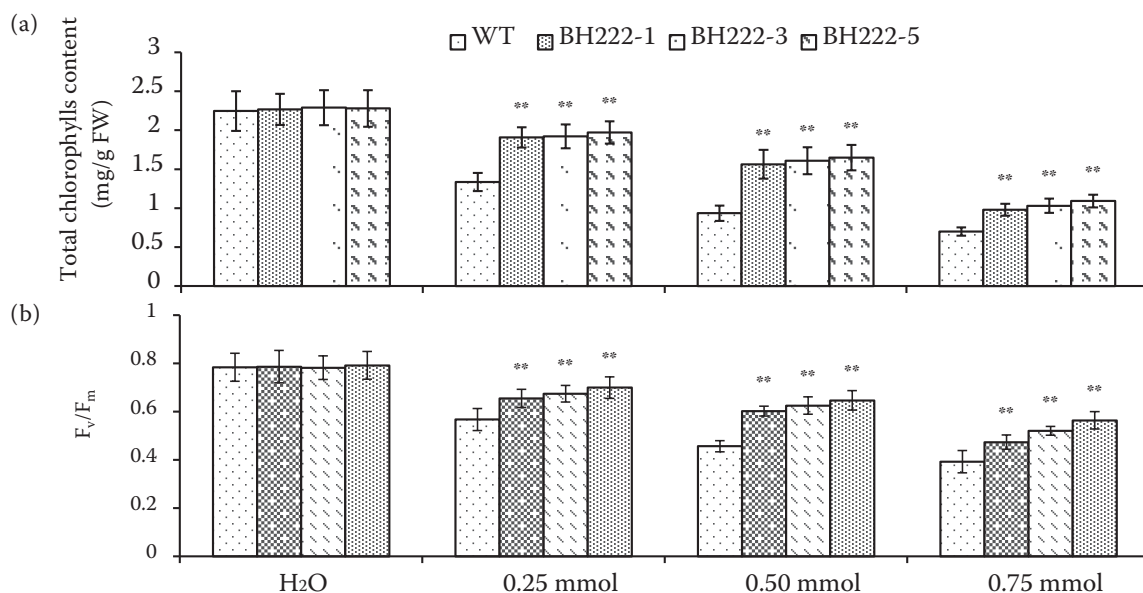 (a)
WT BH222-1 BH222-3 BH222-5
Total chlorophylls content
(mg/g FW)
3
2.5
2
1.5
1
0.5
0
** ** **
** ** **
** ** **
(b)
Fv/Fm
1
0.8
0.6
0.4
0.2
0
** ** **
** ** **
** ** **
H2O 0.25 mmol 0.50 mmol 0.75 mmol